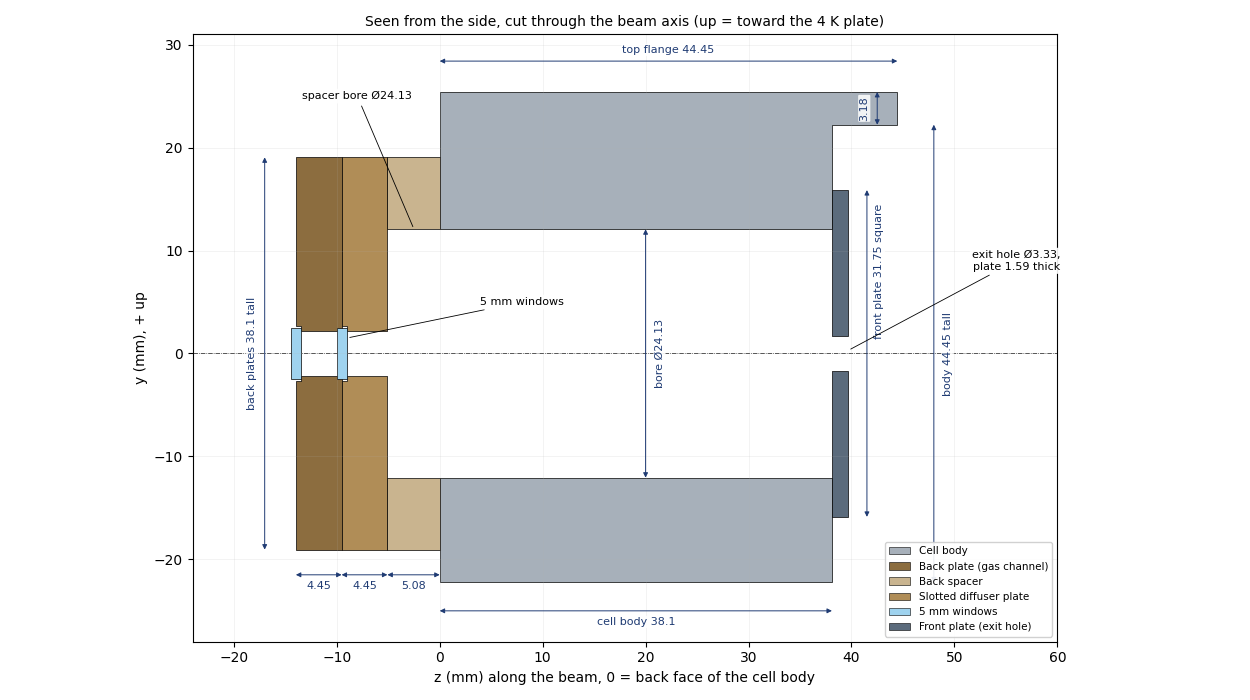 Seen from the side, cut through the beam axis (up = toward the 4 K plate)
top flange 44.45
spacer bore Ø24.13
3.18
exit hole Ø3.33,
plate 1.59 thick
5 mm windows
back plates 38.1 tall
bore Ø24.13
front plate 31.75 square
body 44.45 tall
4.45
4.45
5.08
cell body 38.1
Cell body
Back plate (gas channel)
Back spacer
Slotted diffuser plate
5 mm windows
Front plate (exit hole)
30
20
10
0
−10
−20
y (mm), + up
−20
−10
0
10
20
30
40
50
60
z (mm) along the beam, 0 = back face of the cell body